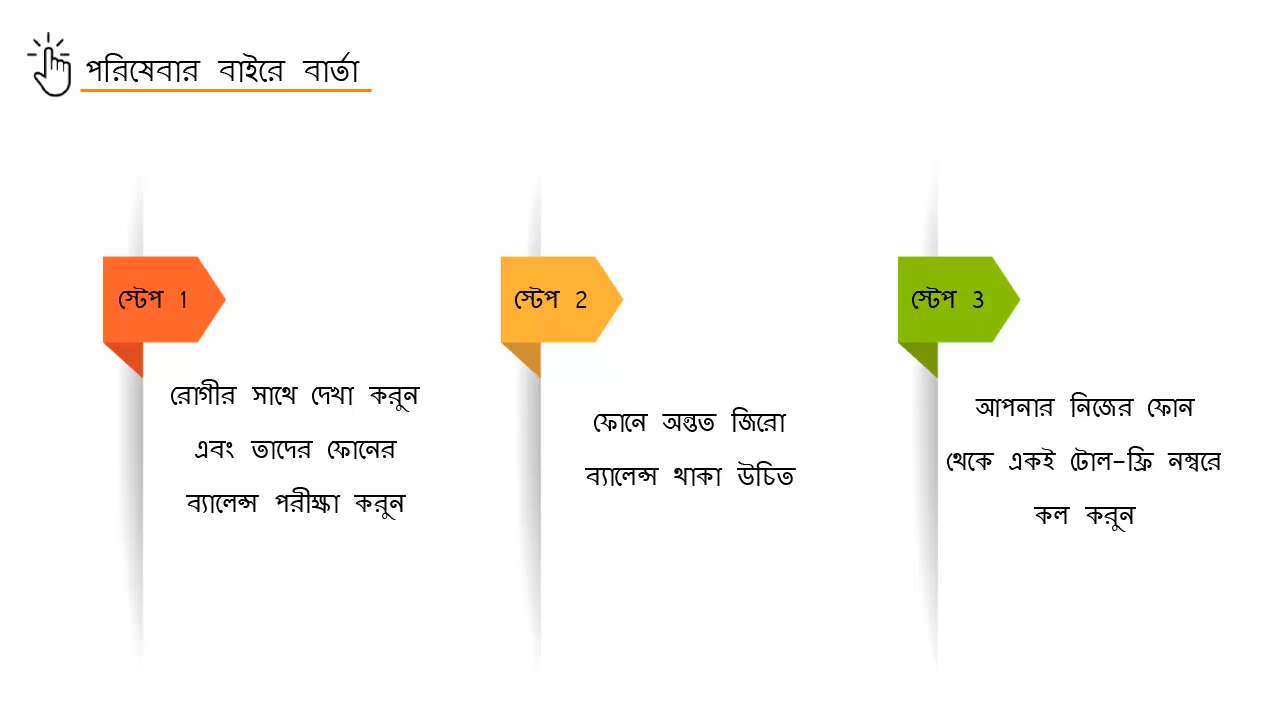 পরিষেবার বাইরে বার্তা
স্টেপ 1
রোগীর সাথে দেখা করুন
এবং তাদের ফোনের
ব্যালেন্স পরীক্ষা করুন
স্টেপ 2
ফোনে অন্তত জিরো
ব্যালেন্স থাকা উচিত
স্টেপ 3
আপনার নিজের ফোন
থেকে একই টোল-ফ্রি নম্বরে
কল করুন